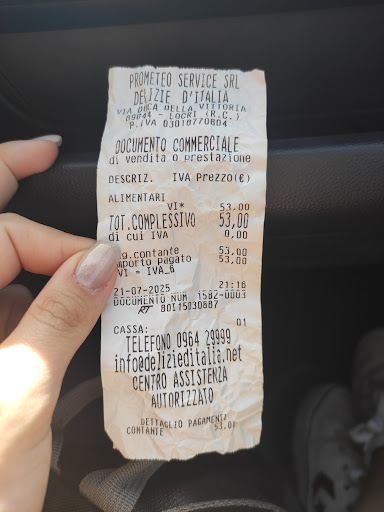 PROMETEO SERVICE SRL
DELIZIE D'ITALIA
VIA DUCA DELLA VITTORIA
89044 - LOCRI (R.C.)
P.IVA 03010770804
DOCUMENTO COMMERCIALE
di vendita o prestazione
DESCRIZ. IVA Prezzo(€)
ALIMENTARI
VI* 53,00
TOT.COMPLESSIVO 53,00
di cui IVA 0,00
ag.contante 53,00
mporto Pagato 53,00
VI = IVA_6
21-07-2025 21:16
DOCUMENTO NUM 1582-0003
RT 80I15030687
CASSA: 01
TELEFONO 0964 29999
info@delizieditalia.net
CENTRO ASSISTENZA
AUTORIZZATO
DETTAGLIO PAGAMENTI
CONTANTE 53,00